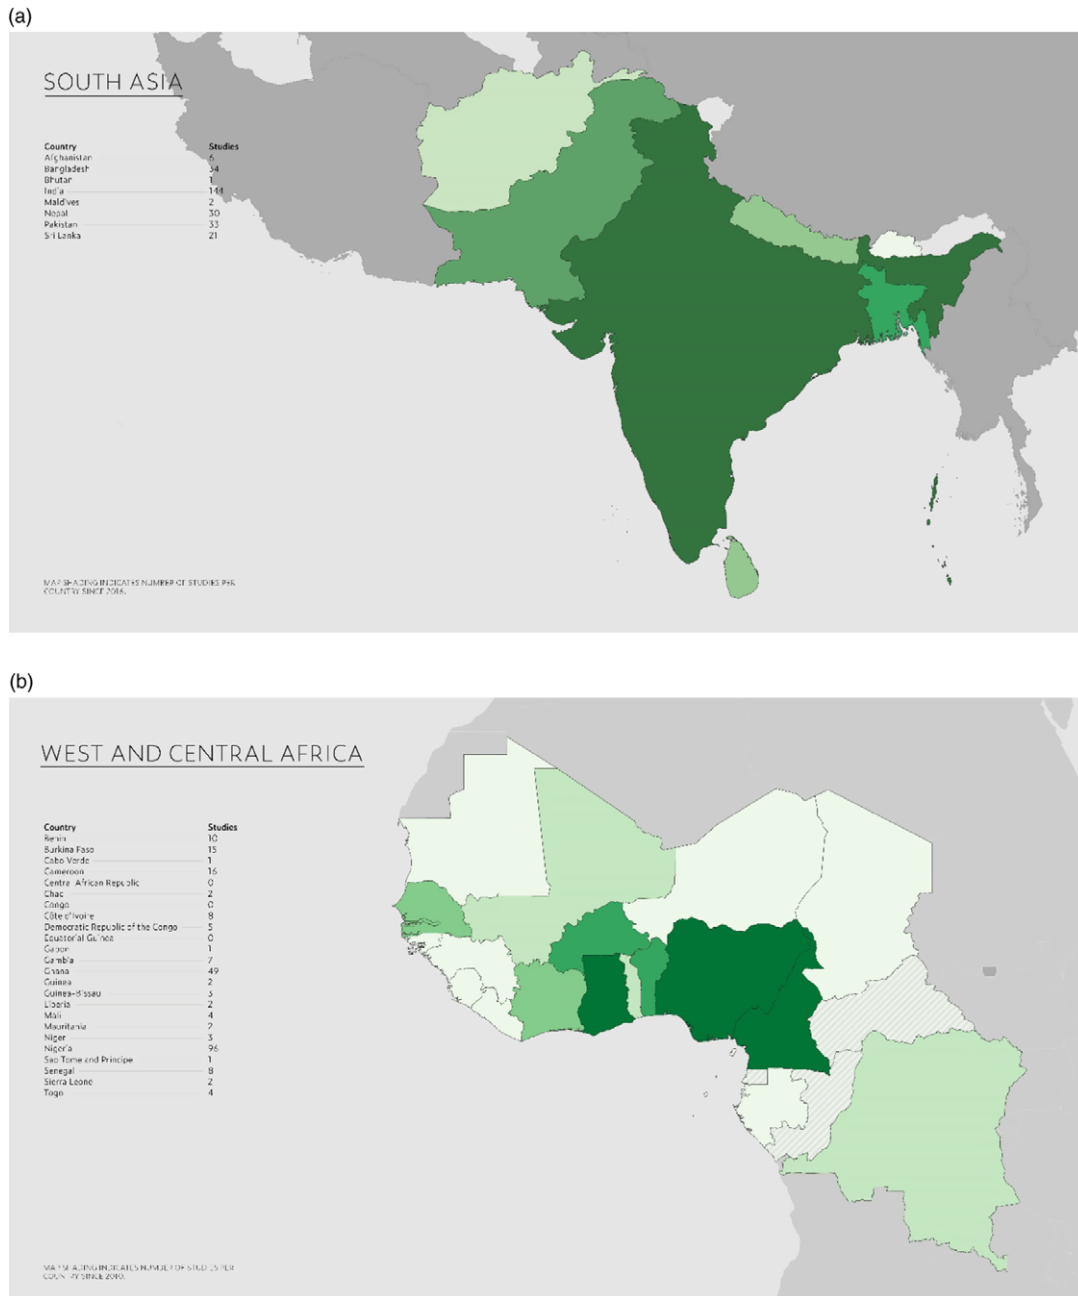 (a)
SOUTH ASIA
Country Studies
Afghanistan 6
Bangladesh 54
Bhutan 1
India 144
Maldives 2
Nepal 30
Pakistan 33
Sri Lanka 21
MAP SHADING INDICATES NUMBER OF STUDIES PER
COUNTRY SINCE
(b)
WEST AND CENTRAL AFRICA
Country Studies
Benin 10
Burkina Faso 15
Cabo Verde 1
Cameroon 16
Central African Republic 0
Chad 2
Congo 0
Côte d'Ivoire 8
Democratic Republic of the Congo 5
Equatorial Guinea 0
Gabon 1
Gambia 7
Ghana 49
Guinea 2
Guinea-Bissau 3
Liberia 2
Mali 4
Mauritania 2
Niger 3
Nigeria 96
Sao Tome and Principe 1
Senegal 8
Sierra Leone 2
Togo 4
MAP SHADING INDICATES NUMBER OF STUDIES PER
COUNTRY SINCE